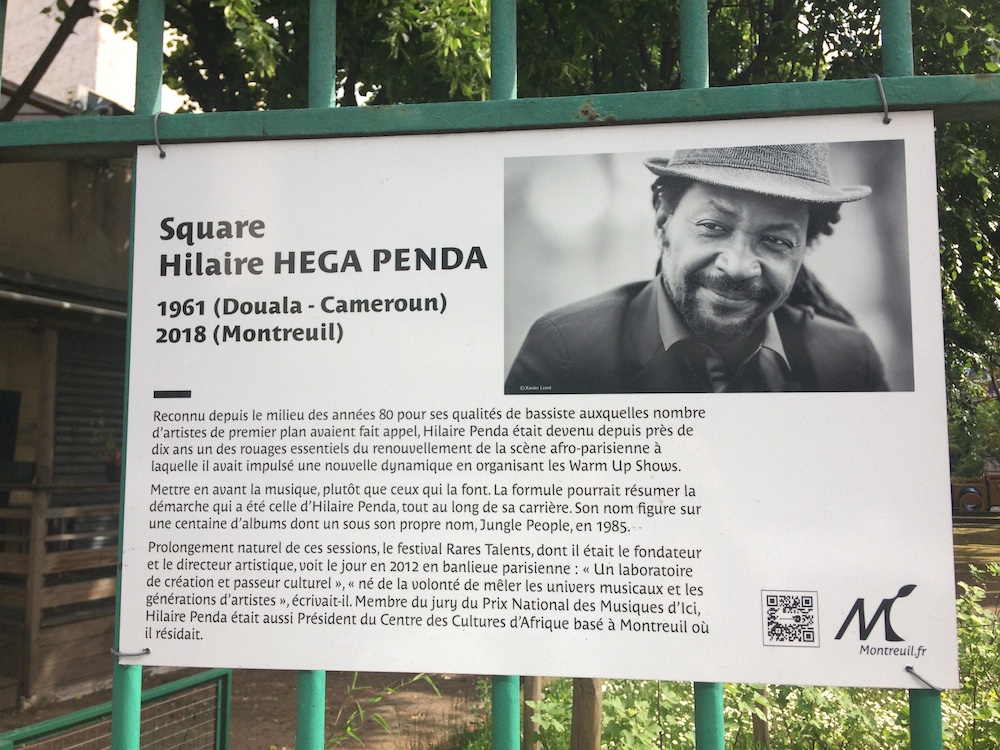 Square
Hilaire HEGA PENDA
1961 (Douala - Cameroun)
2018 (Montreuil)
© Xavier Liard
Reconnu depuis le milieu des années 80 pour ses qualités de bassiste auxquelles nombre
d'artistes de premier plan avaient fait appel, Hilaire Penda était devenu depuis près de
dix ans un des rouages essentiels du renouvellement de la scène afro-parisienne à
laquelle il avait impulsé une nouvelle dynamique en organisant les Warm Up Shows.
Mettre en avant la musique, plutôt que ceux qui la font. La formule pourrait résumer la
démarche qui a été celle d'Hilaire Penda, tout au long de sa carrière. Son nom figure sur
une centaine d'albums dont un sous son propre nom, Jungle People, en 1985.
Prolongement naturel de ces sessions, le festival Rares Talents, dont il était le fondateur
et le directeur artistique, voit le jour en 2012 en banlieue parisienne : « Un laboratoire
de création et passeur culturel », « né de la volonté de mêler les univers musicaux et les
générations d'artistes », écrivait-il. Membre du jury du Prix National des Musiques d'Ici,
Hilaire Penda était aussi Président du Centre des Cultures d'Afrique basé à Montreuil où
il résidait.
M
Montreuil.fr